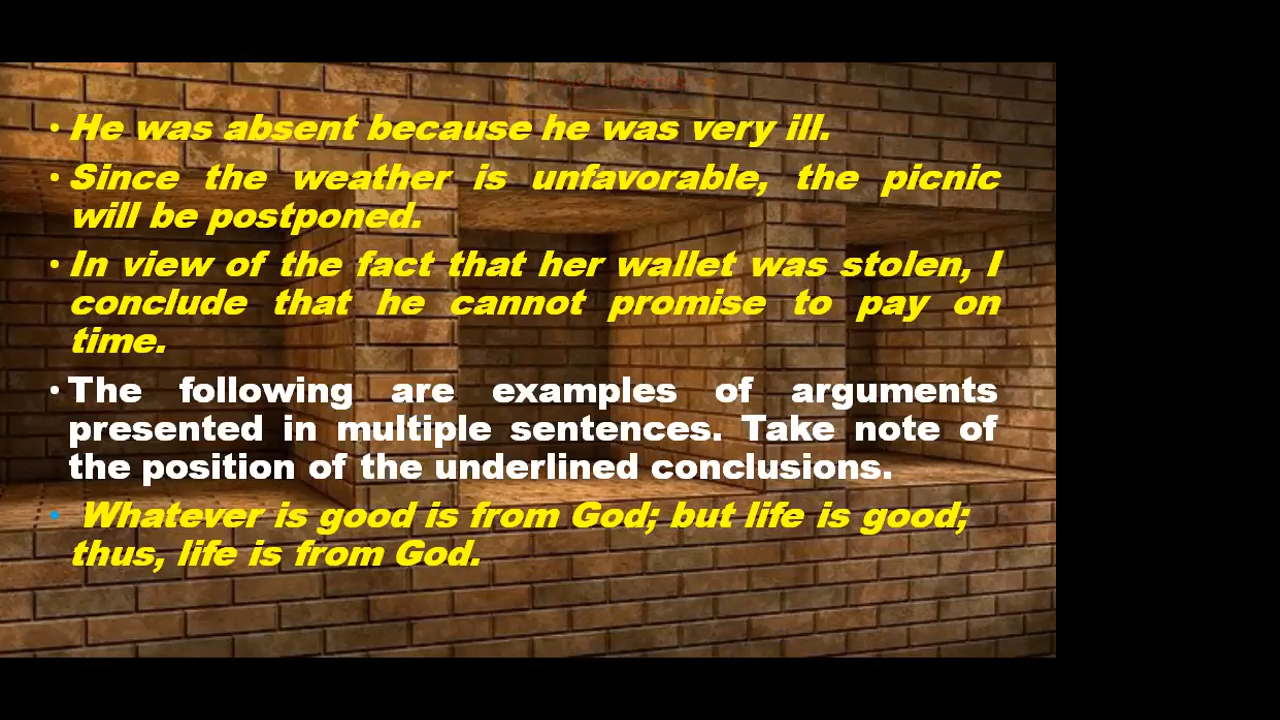 • He was absent because he was very ill.
• Since the weather is unfavorable, the picnic
will be postponed.
• In view of the fact that her wallet was stolen, I
conclude that he cannot promise to pay on
time.
• The following are examples of arguments
presented in multiple sentences. Take note of
the position of the underlined conclusions.
• Whatever is good is from God; but life is good;
thus, life is from God.